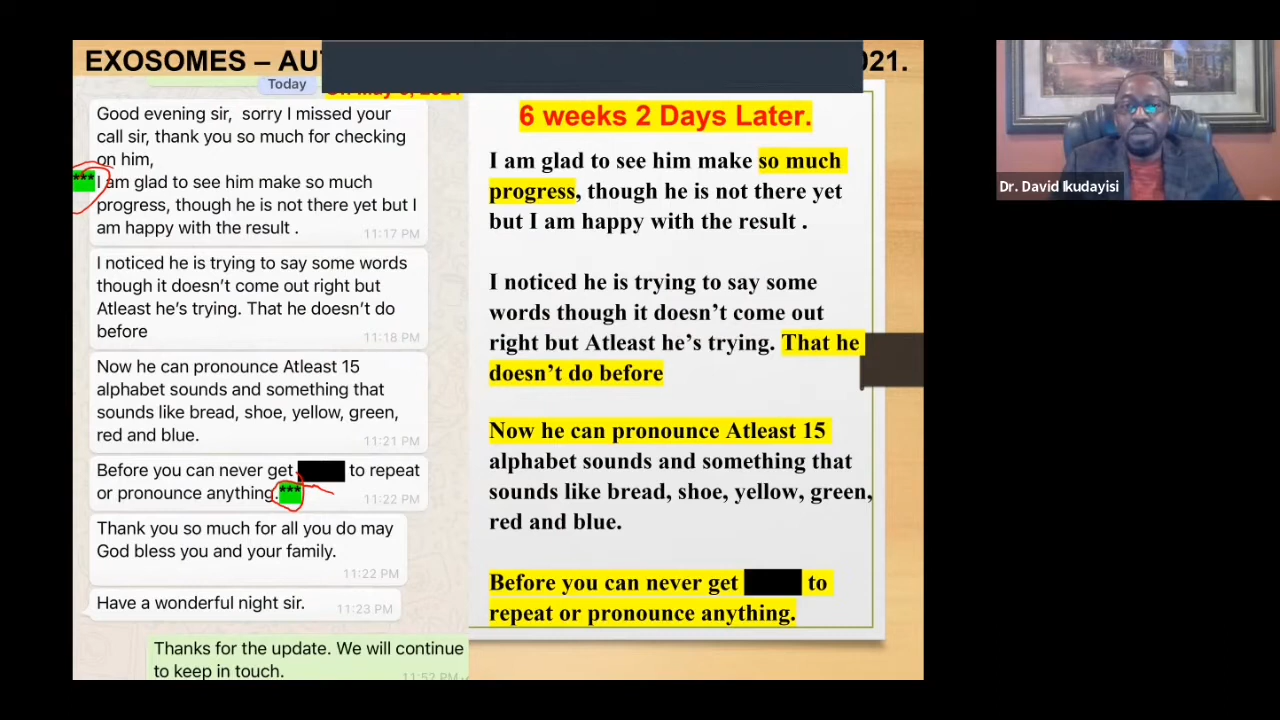 EXOSOMES – AU
021.
Today
Good evening sir, sorry I missed your
call sir, thank you so much for checking
on him,
*** I am glad to see him make so much
progress, though he is not there yet but I
am happy with the result .
11:17 PM
I noticed he is trying to say some words
though it doesn’t come out right but
Atleast he’s trying. That he doesn’t do
before
11:18 PM
Now he can pronounce Atleast 15
alphabet sounds and something that
sounds like bread, shoe, yellow, green,
red and blue.
11:21 PM
Before you can never get to repeat
or pronounce anything.***
11:22 PM
Thank you so much for all you do may
God bless you and your family.
11:22 PM
Have a wonderful night sir.
11:23 PM
Thanks for the update. We will continue
to keep in touch.
11:52 PM
6 weeks 2 Days Later.
I am glad to see him make so much
progress, though he is not there yet
but I am happy with the result .
I noticed he is trying to say some
words though it doesn’t come out
right but Atleast he’s trying. That he
doesn’t do before
Now he can pronounce Atleast 15
alphabet sounds and something that
sounds like bread, shoe, yellow, green,
red and blue.
Before you can never get to
repeat or pronounce anything.
Dr. David Ikudayisi